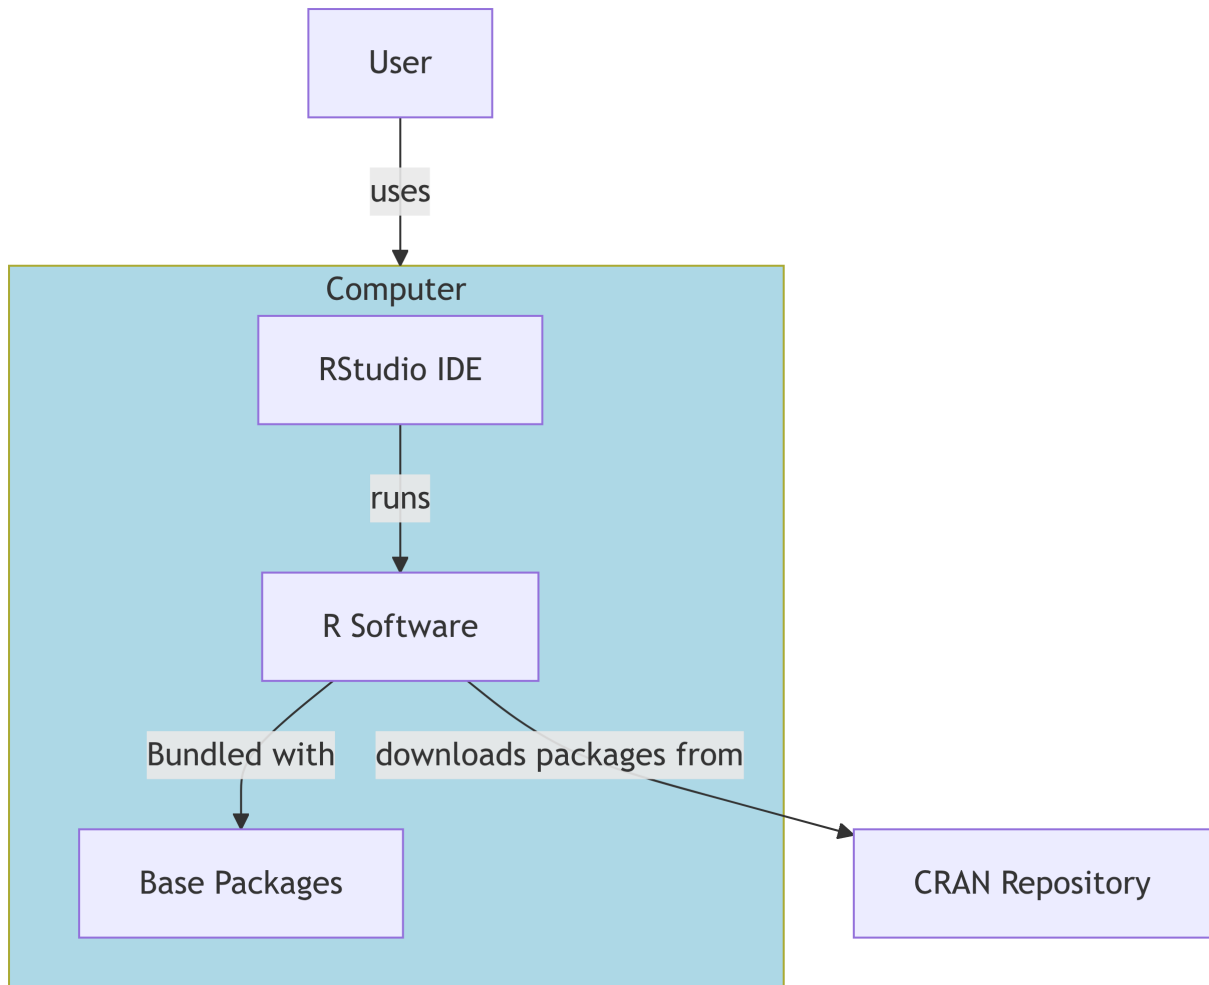 User
uses
Computer
RStudio IDE
runs
R Software
Bundled with
downloads packages from
Base Packages
CRAN Repository